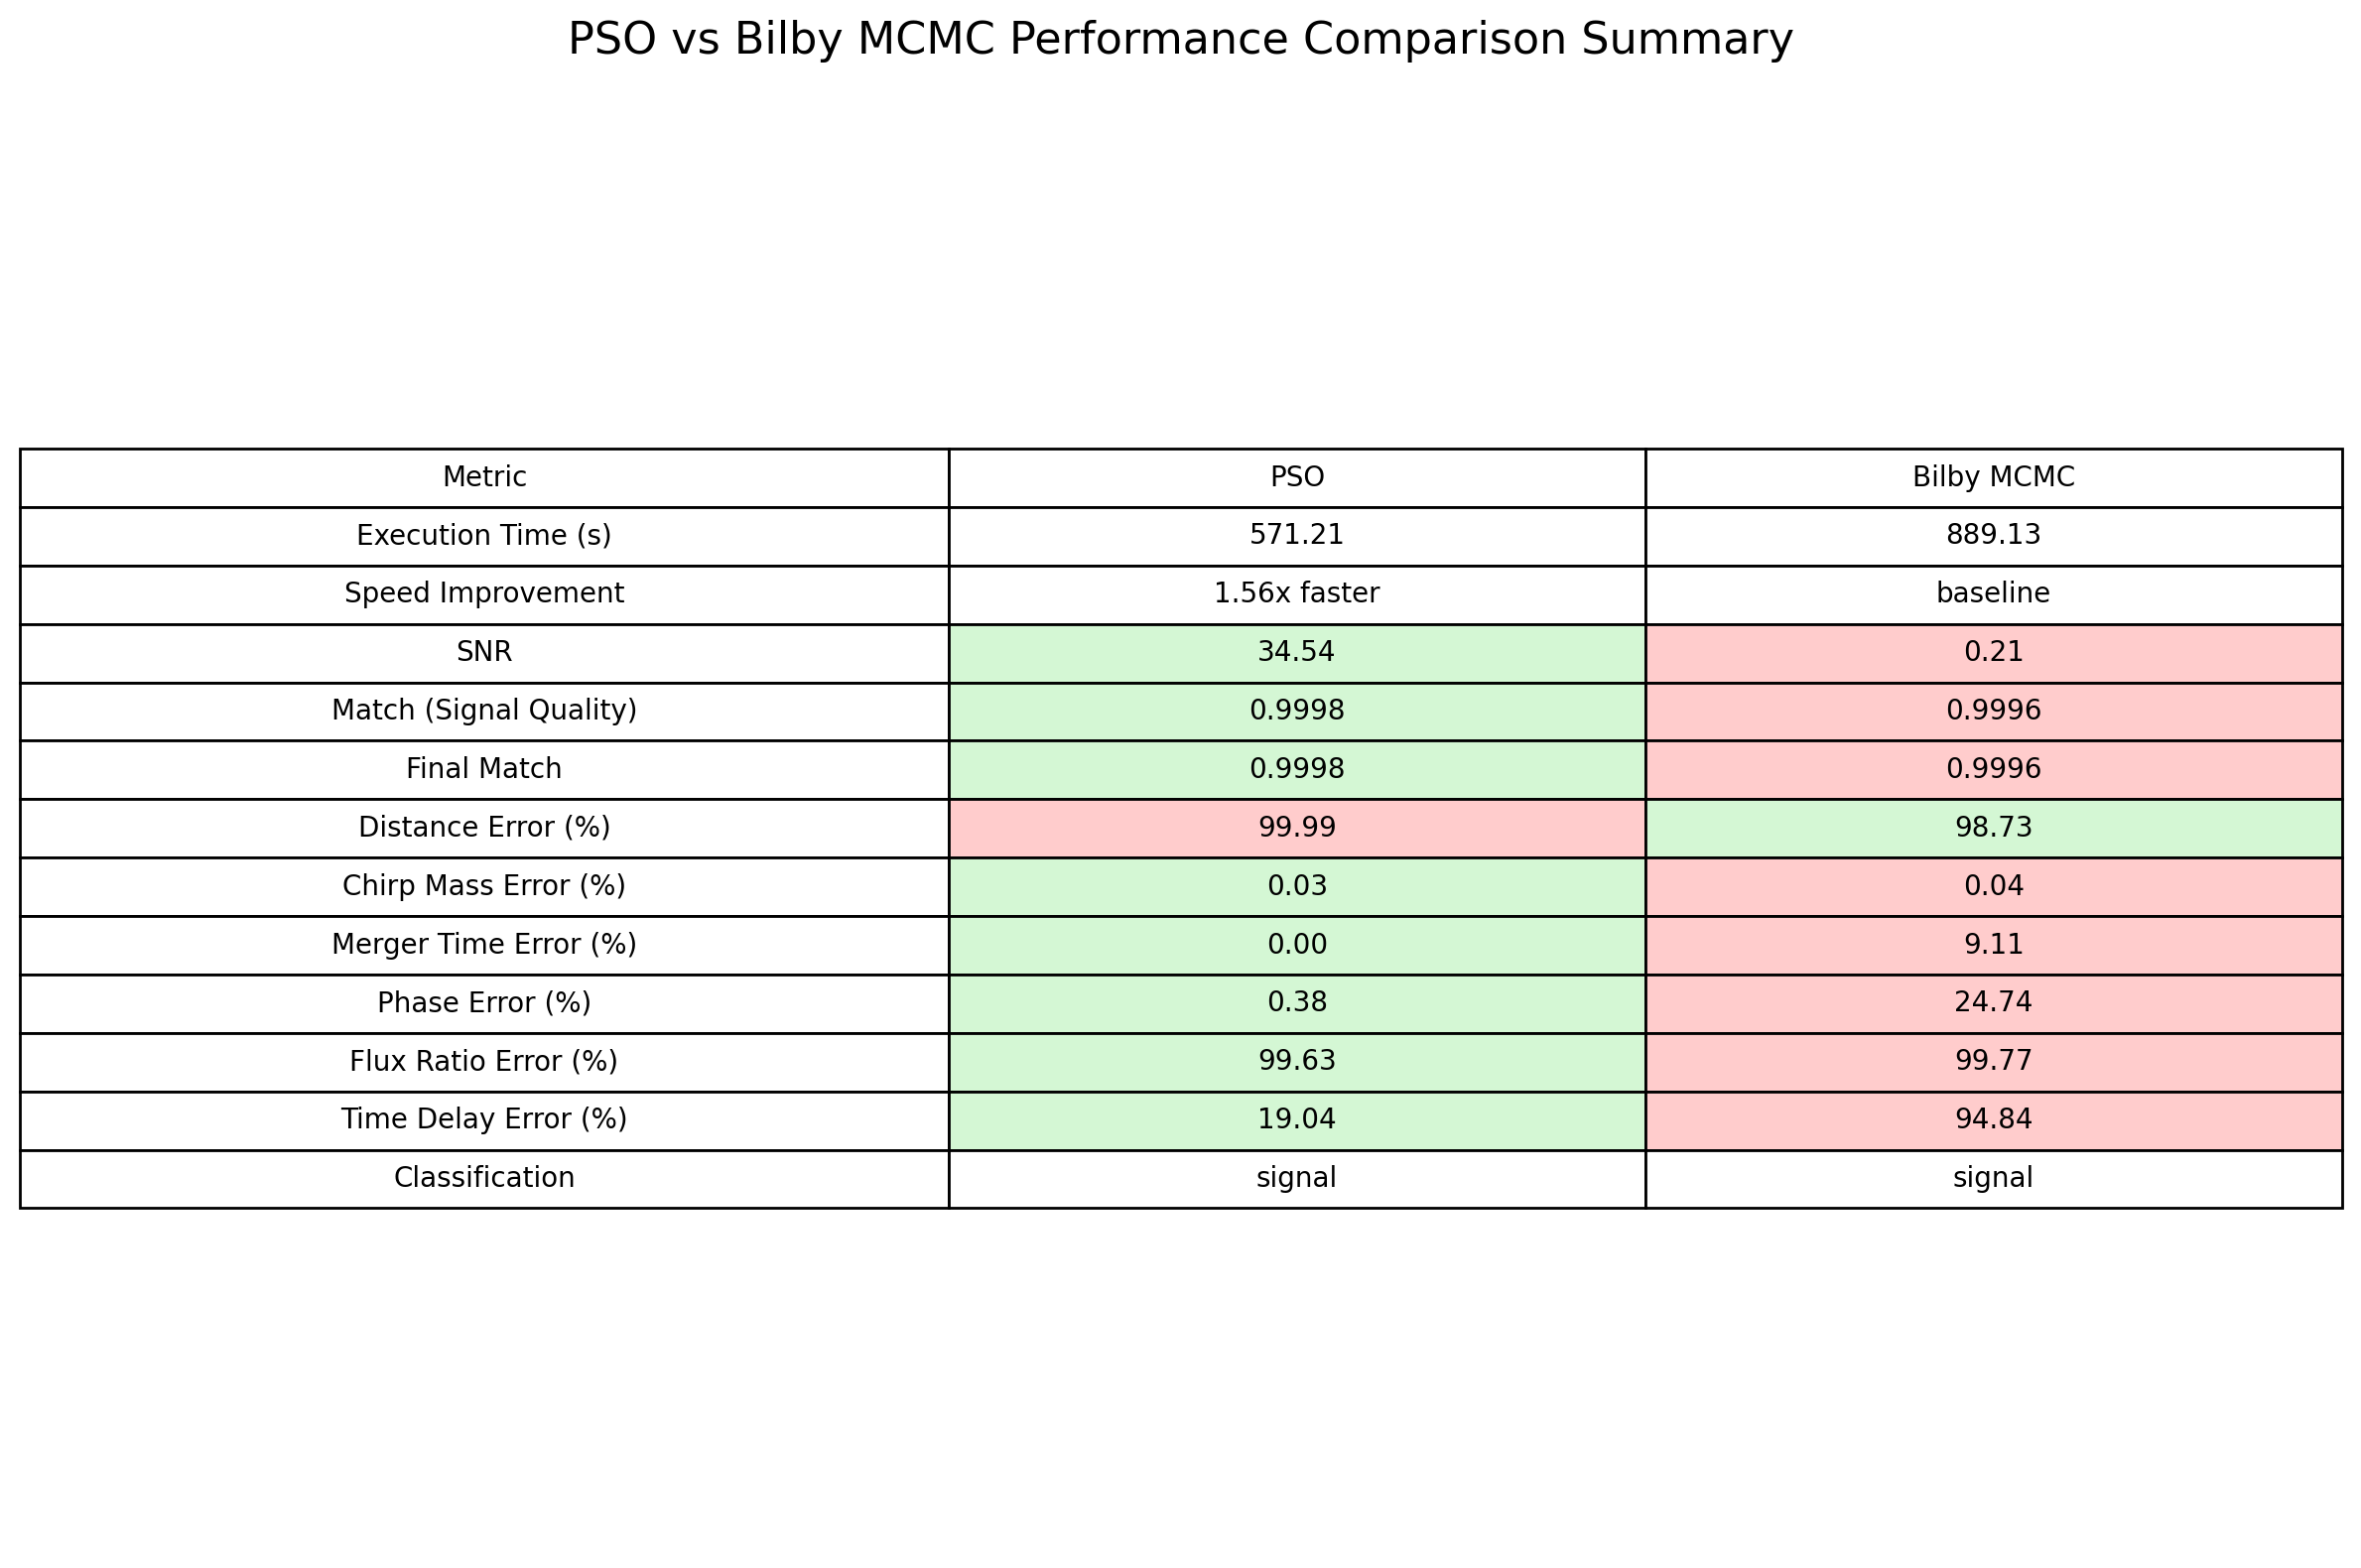 PSO vs Bilby MCMC Performance Comparison Summary
Metric PSO Bilby MCMC
Execution Time (s) 571.21 889.13
Speed Improvement 1.56x faster baseline
SNR 34.54 0.21
Match (Signal Quality) 0.9998 0.9996
Final Match 0.9998 0.9996
Distance Error (%) 99.99 98.73
Chirp Mass Error (%) 0.03 0.04
Merger Time Error (%) 0.00 9.11
Phase Error (%) 0.38 24.74
Flux Ratio Error (%) 99.63 99.77
Time Delay Error (%) 19.04 94.84
Classification signal signal